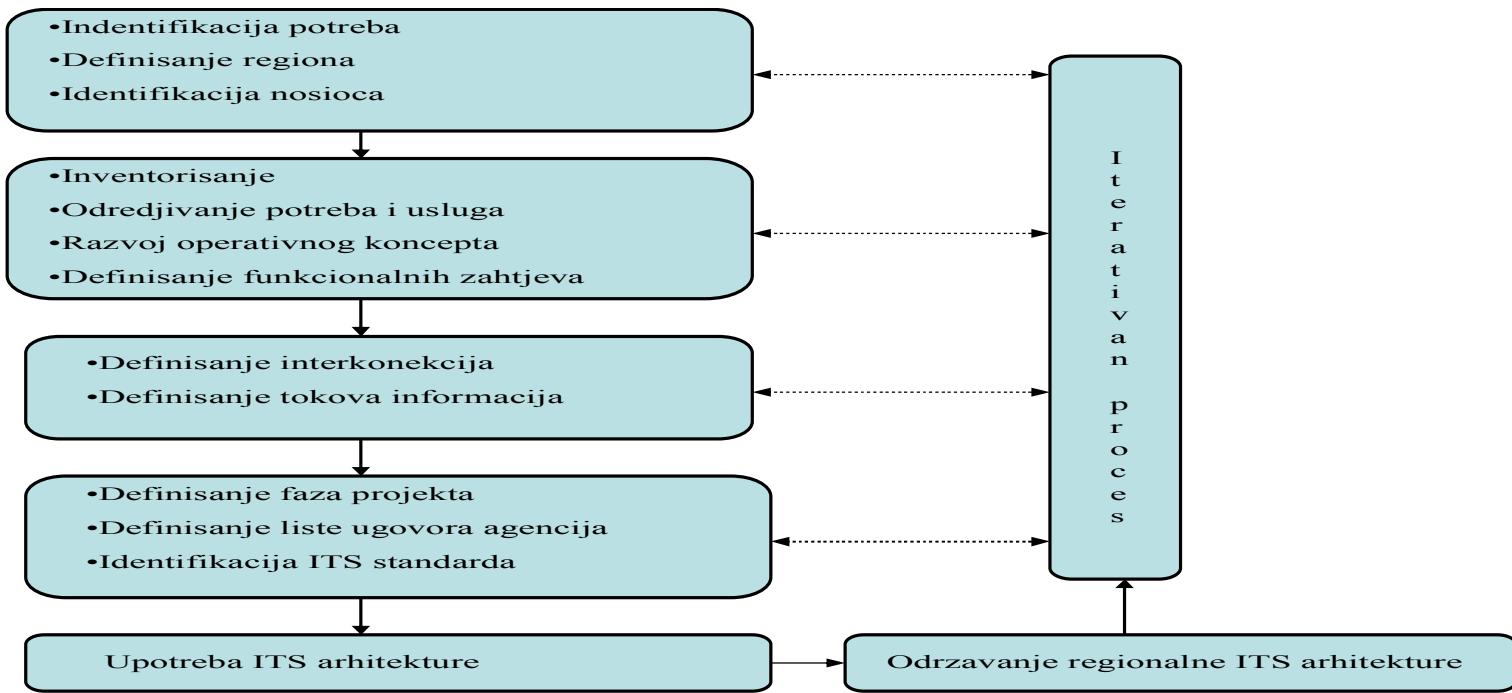 •Indentifikacija potreba
•Definisanje regiona
•Identifikacija nosioca
•Inventorisanje
•Odredjivanje potreba i usluga
•Razvoj operativnog koncepta
•Definisanje funkcionalnih zahtjeva
•Definisanje interkonekcija
•Definisanje tokova informacija
•Definisanje faza projekta
•Definisanje liste ugovora agencija
•Identifikacija ITS standarda
Upotreba ITS arhitekture
Odrzavanje regionalne ITS arhitekture
Iterativan proces